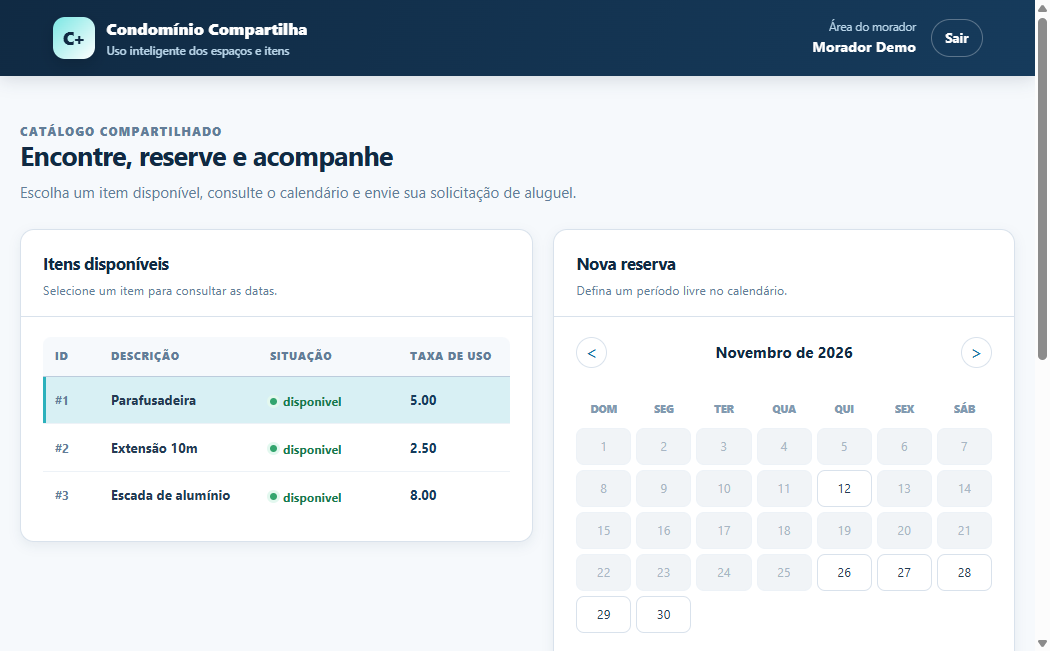 C+
Condomínio Compartilha
Uso inteligente dos espaços e itens
Área do morador
Morador Demo
Sair
CATÁLOGO COMPARTILHADO
Encontre, reserve e acompanhe
Escolha um item disponível, consulte o calendário e envie sua solicitação de aluguel.
Itens disponíveis
Selecione um item para consultar as datas.
ID DESCRIÇÃO SITUAÇÃO TAXA DE USO
#1 Parafusadeira disponivel 5.00
#2 Extensão 10m disponivel 2.50
#3 Escada de alumínio disponivel 8.00
Nova reserva
Defina um período livre no calendário.
< Novembro de 2026 >
DOM SEG TER QUA QUI SEX SÁB
1 2 3 4 5 6 7
8 9 10 11 12 13 14
15 16 17 18 19 20 21
22 23 24 25 26 27 28
29 30